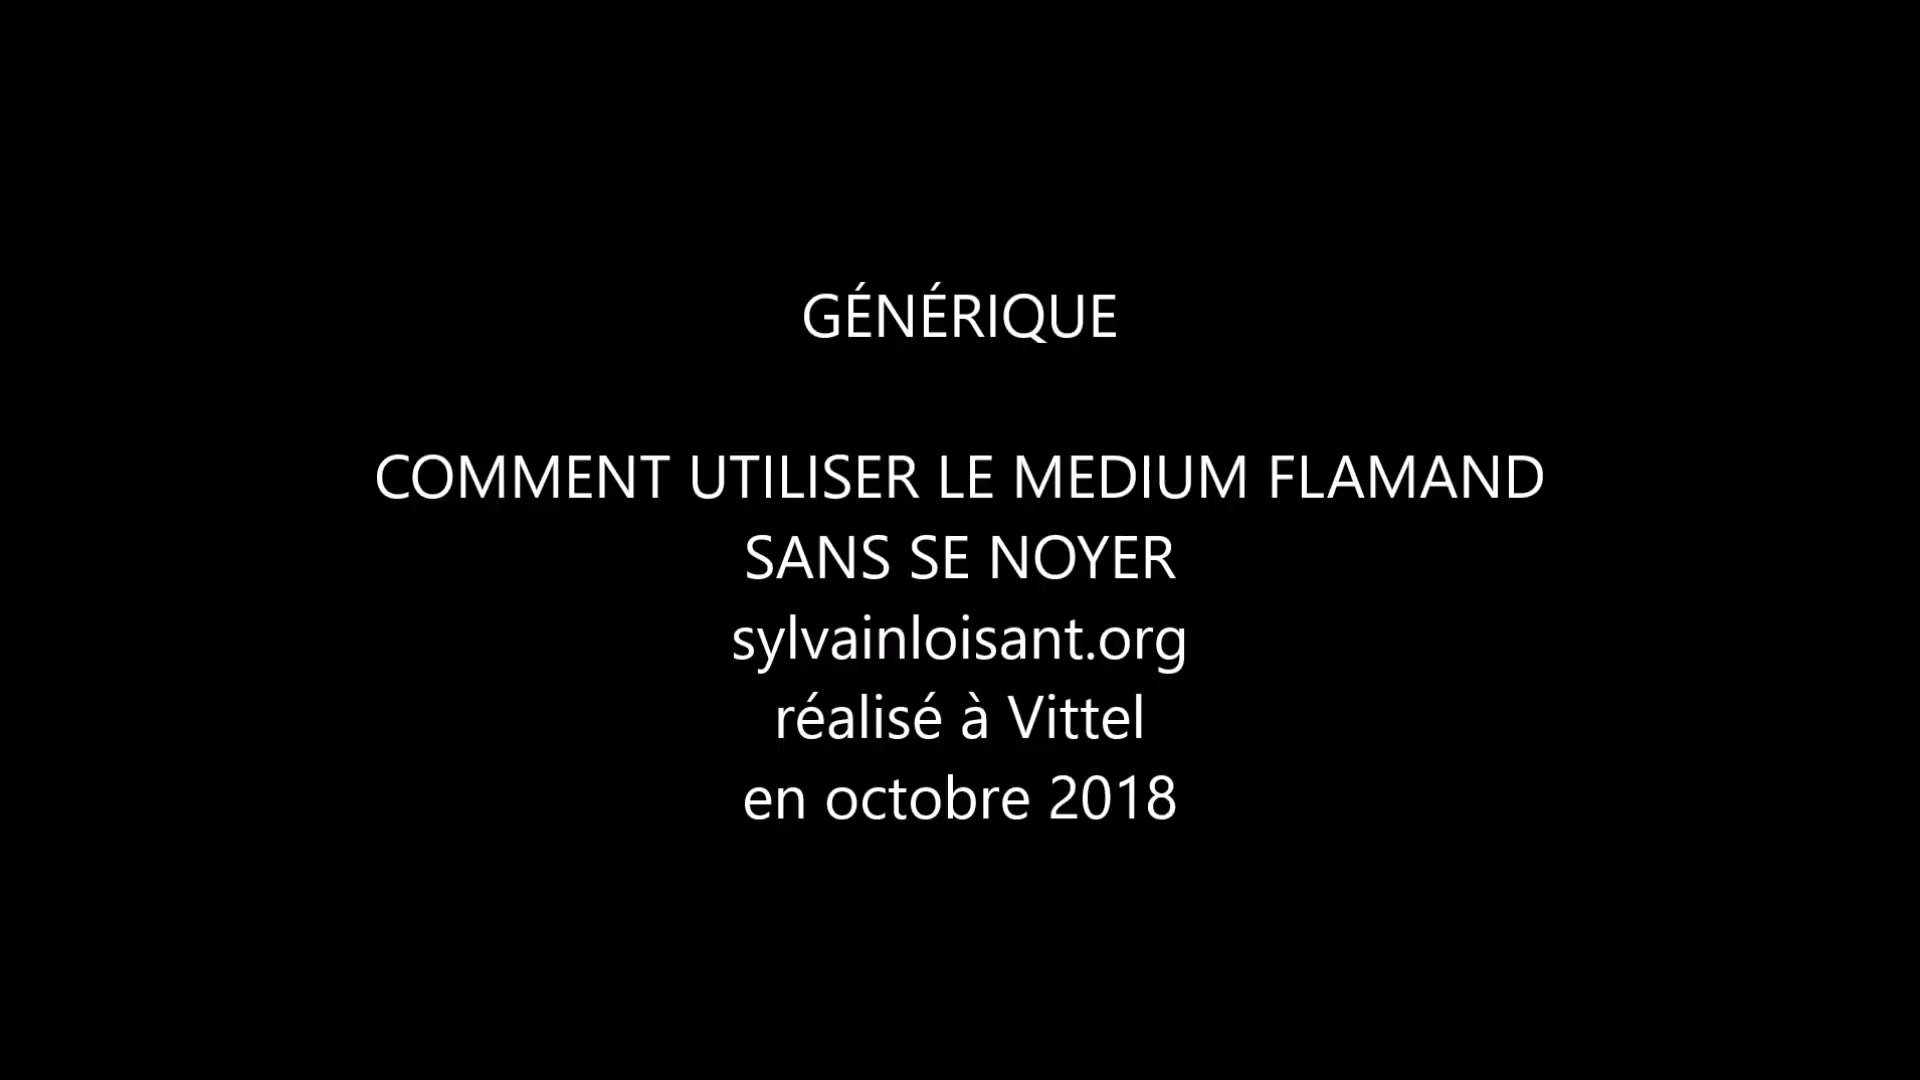 GÉNÉRIQUE
COMMENT UTILISER LE MEDIUM FLAMAND
SANS SE NOYER
sylvainloisant.org
réalisé à Vittel
en octobre 2018